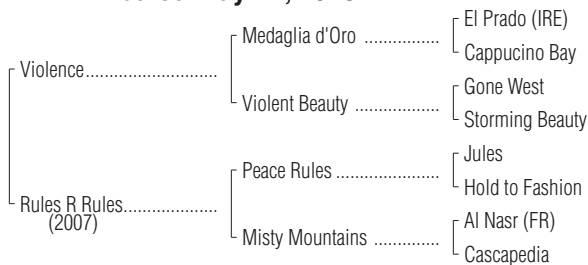 El Prado (IRE)
Medaglia d'Oro ................
Cappucino Bay
Violence............................
Gone West
Violent Beauty ..................
Storming Beauty
Jules
Peace Rules ......................
Hold to Fashion
Rules R Rules....................
(2007)
Al Nasr (FR)
Misty Mountains ..............
Cascapedia